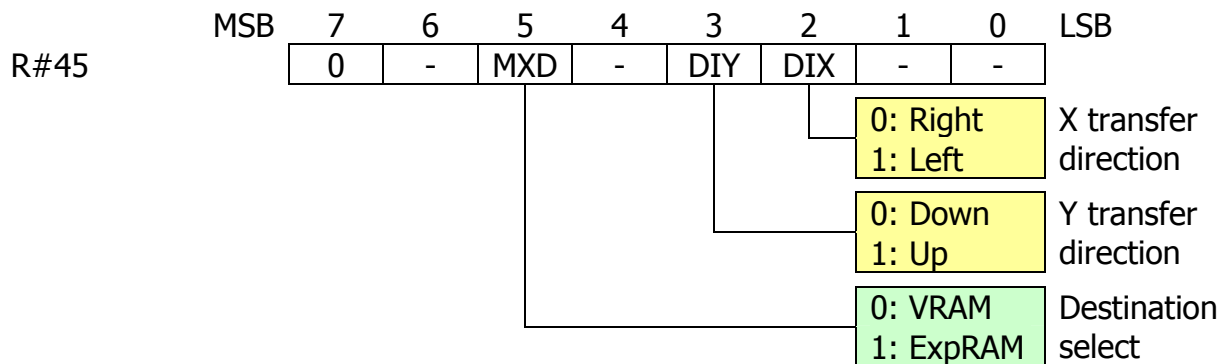 MSB 7 6 5 4 3 2 1 0 LSB
R#45 0 - MXD - DIY DIX - -
0: Right X transfer
1: Left direction
0: Down Y transfer
1: Up direction
0: VRAM Destination
1: ExpRAM select